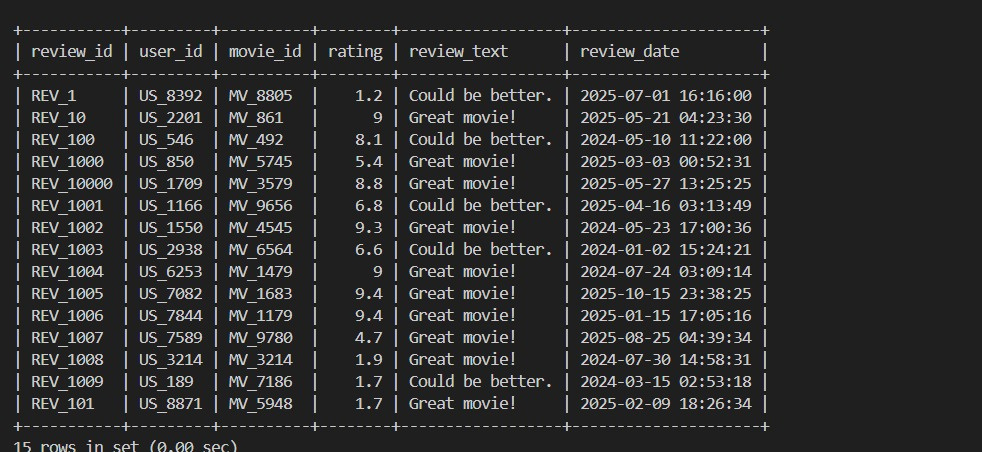 +-----------+---------+----------+--------+------------------+---------------------+
| review_id | user_id | movie_id | rating | review_text      | review_date         |
+-----------+---------+----------+--------+------------------+---------------------+
| REV_1     | US_8392 | MV_8805  |    1.2 | Could be better. | 2025-07-01 16:16:00 |
| REV_10    | US_2201 | MV_861   |      9 | Great movie!     | 2025-05-21 04:23:30 |
| REV_100   | US_546  | MV_492   |    8.1 | Could be better. | 2024-05-10 11:22:00 |
| REV_1000  | US_850  | MV_5745  |    5.4 | Great movie!     | 2025-03-03 00:52:31 |
| REV_10000 | US_1709 | MV_3579  |    8.8 | Great movie!     | 2025-05-27 13:25:25 |
| REV_1001  | US_1166 | MV_9656  |    6.8 | Could be better. | 2025-04-16 03:13:49 |
| REV_1002  | US_1550 | MV_4545  |    9.3 | Great movie!     | 2024-05-23 17:00:36 |
| REV_1003  | US_2938 | MV_6564  |    6.6 | Could be better. | 2024-01-02 15:24:21 |
| REV_1004  | US_6253 | MV_1479  |      9 | Great movie!     | 2024-07-24 03:09:14 |
| REV_1005  | US_7082 | MV_1683  |    9.4 | Great movie!     | 2025-10-15 23:38:25 |
| REV_1006  | US_7844 | MV_1179  |    9.4 | Great movie!     | 2025-01-15 17:05:16 |
| REV_1007  | US_7589 | MV_9780  |    4.7 | Great movie!     | 2025-08-25 04:39:34 |
| REV_1008  | US_3214 | MV_3214  |    1.9 | Great movie!     | 2024-07-30 14:58:31 |
| REV_1009  | US_189  | MV_7186  |    1.7 | Could be better. | 2024-03-15 02:53:18 |
| REV_101   | US_8871 | MV_5948  |    1.7 | Great movie!     | 2025-02-09 18:26:34 |
+-----------+---------+----------+--------+------------------+---------------------+
15 rows in set (0.00 sec)